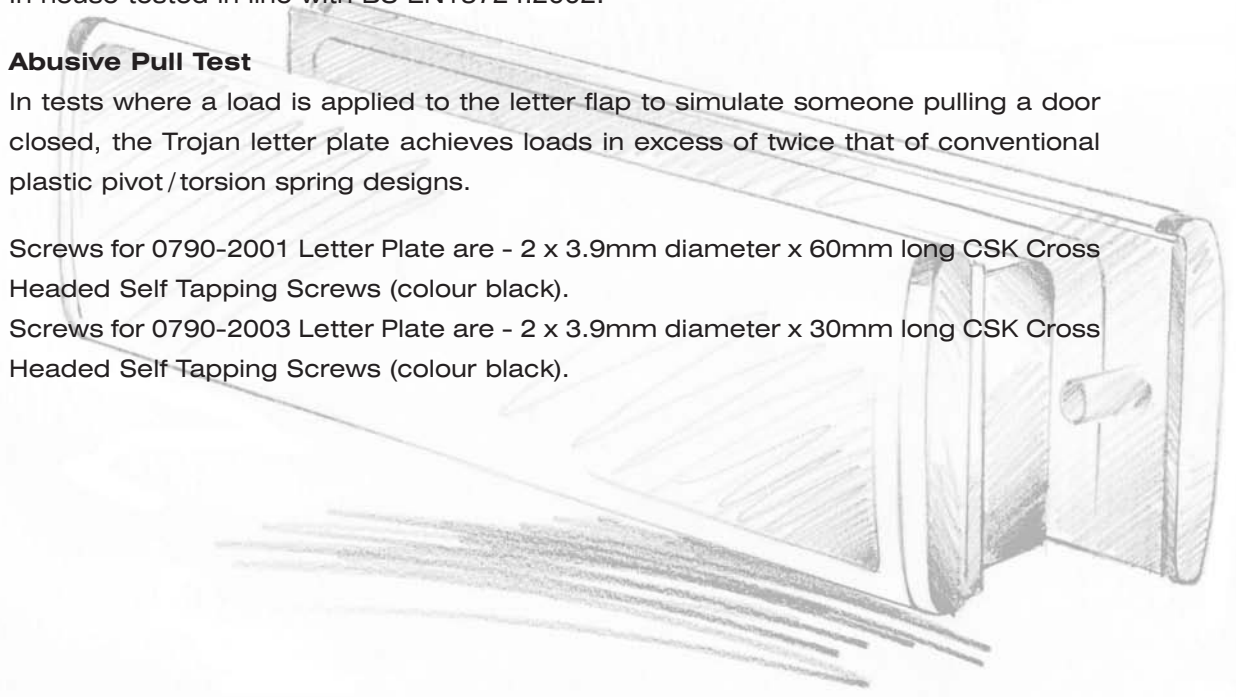 Abusive Pull Test
In tests where a load is applied to the letter flap to simulate someone pulling a door
closed, the Trojan letter plate achieves loads in excess of twice that of conventional
plastic pivot / torsion spring designs.
Screws for 0790-2001 Letter Plate are - 2 x 3.9mm diameter x 60mm long CSK Cross
Headed Self Tapping Screws (colour black).
Screws for 0790-2003 Letter Plate are - 2 x 3.9mm diameter x 30mm long CSK Cross
Headed Self Tapping Screws (colour black).